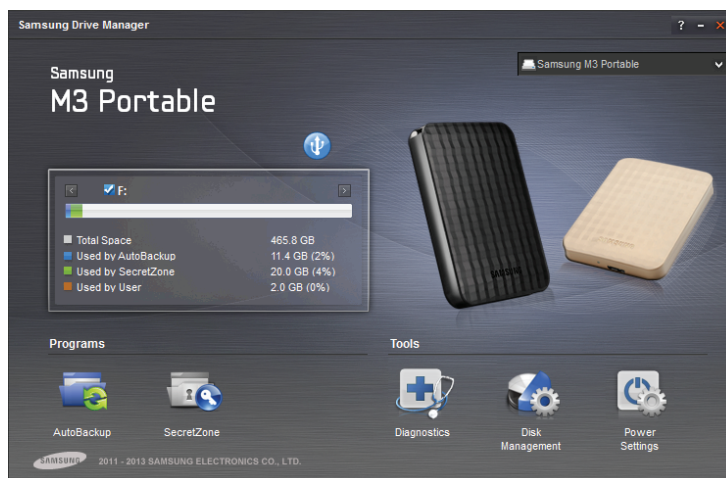 Samsung Drive Manager
?
Samsung M3 Portable
Samsung
M3 Portable
F:
Total Space 465.8 GB
Used by AutoBackup 11.4 GB (2%)
Used by SecretZone 20.0 GB (4%)
Used by User 2.0 GB (0%)
SAMSUNG
SAMSUNG
Programs
Tools
AutoBackup
SecretZone
Diagnostics
Disk
Management
Power
Settings
SAMSUNG 2011 - 2013 SAMSUNG ELECTRONICS CO., LTD.